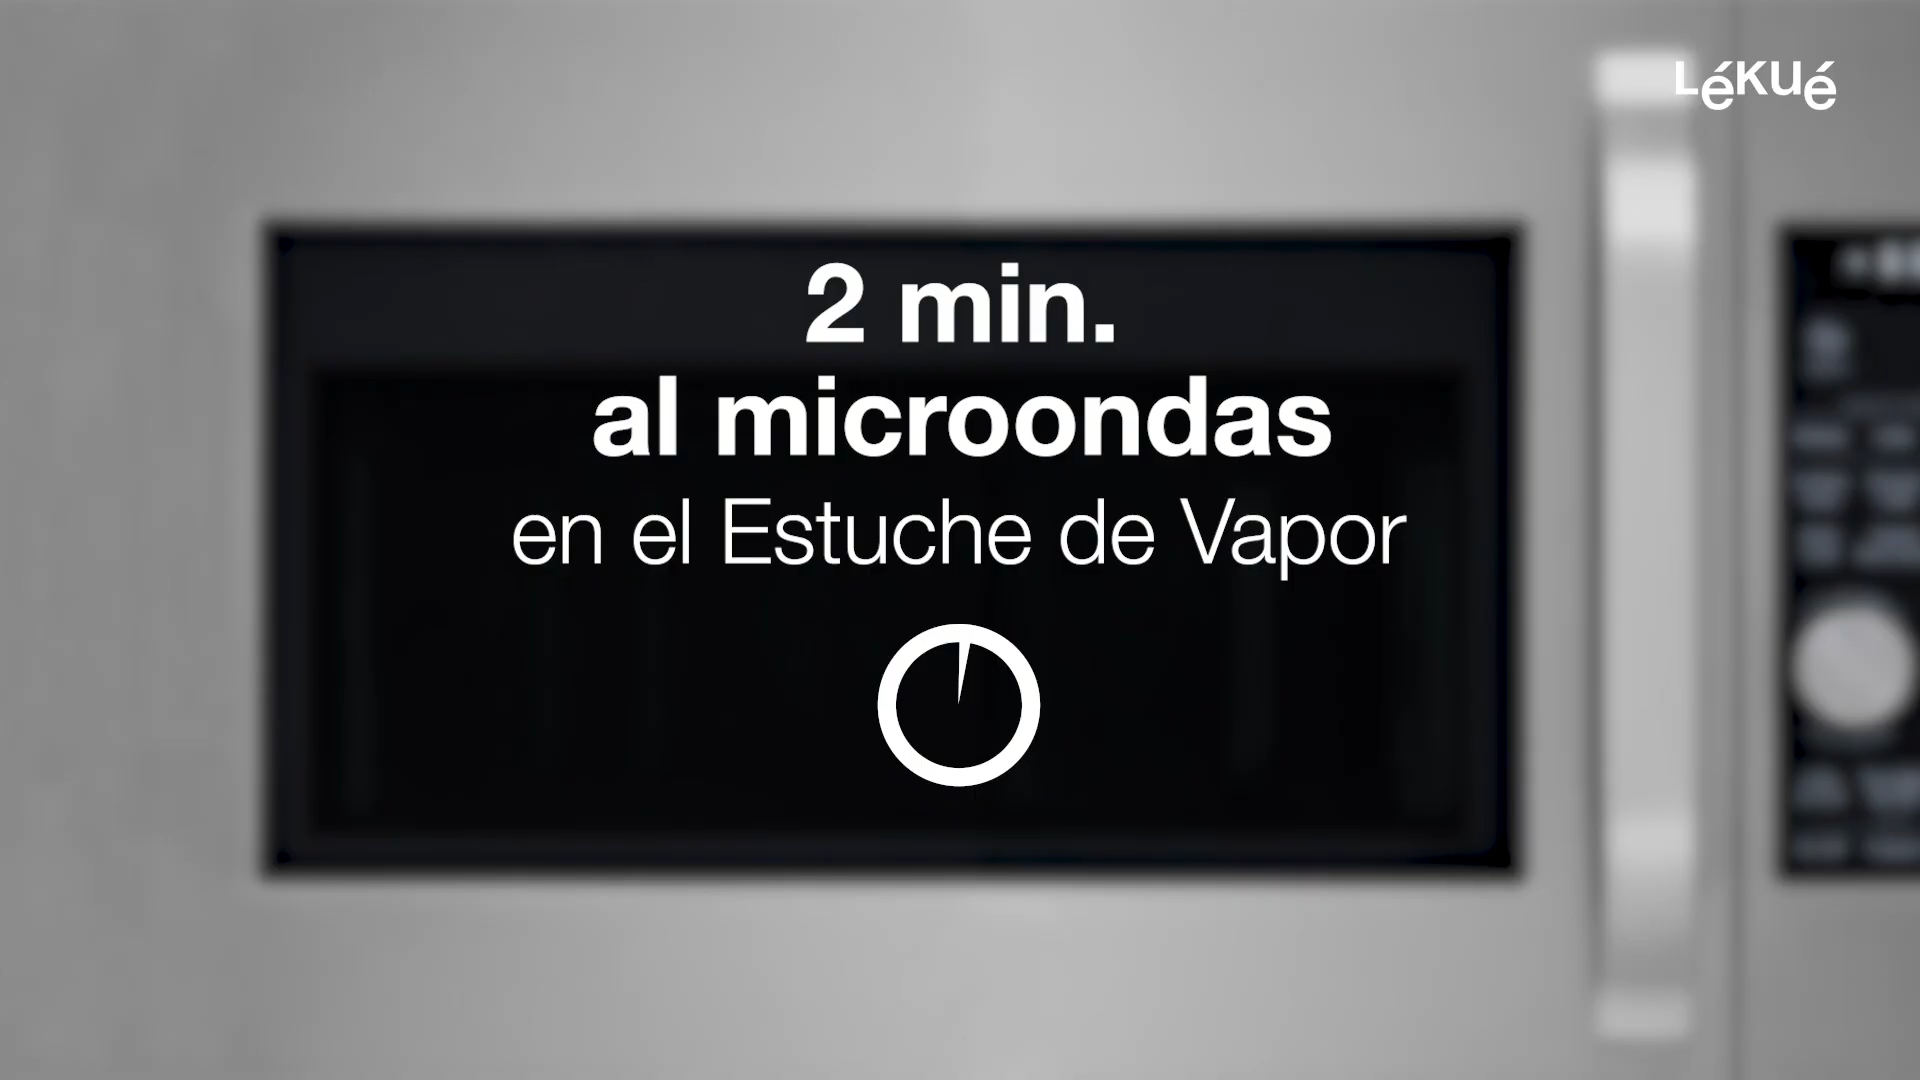 Lékué
2 min.
al microondas
en el Estuche de Vapor